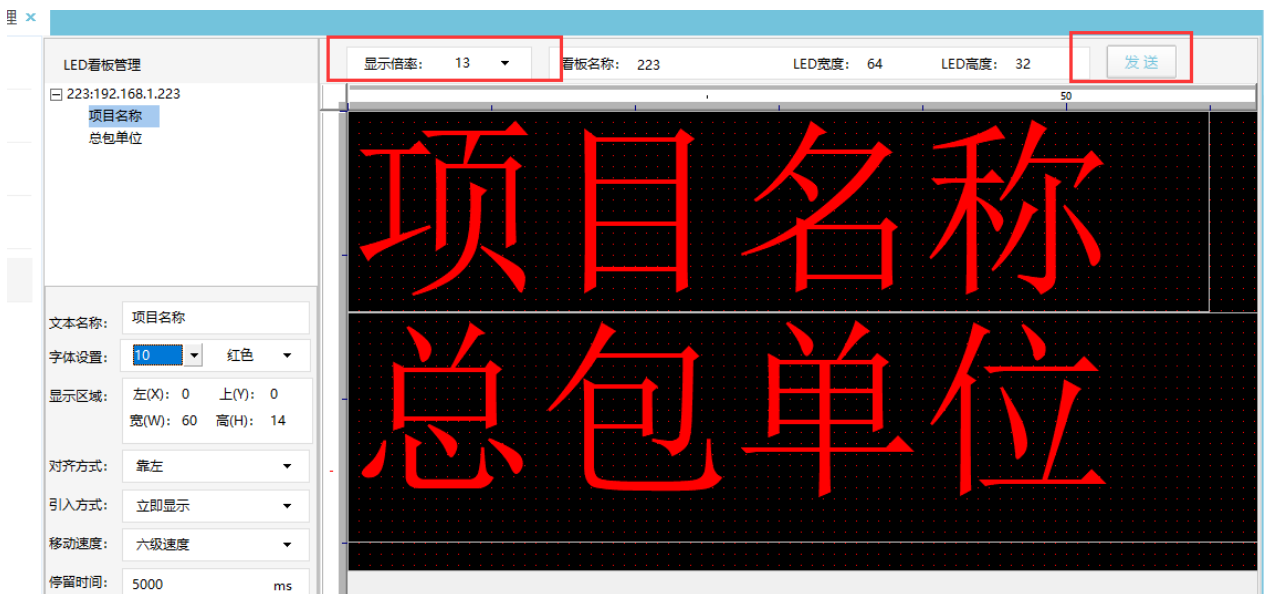 理 ×
LED看板管理
显示倍率: 13
看板名称: 223 LED宽度: 64 LED高度: 32
发送
223:192.168.1.223
项目名称
总包单位
50
项目名称
总包单位
文本名称: 项目名称
字体设置: 10 红色
显示区域: 左(X): 0 上(Y): 0
宽(W): 60 高(H): 14
对齐方式: 靠左
引入方式: 立即显示
移动速度: 六级速度
停留时间: 5000 ms